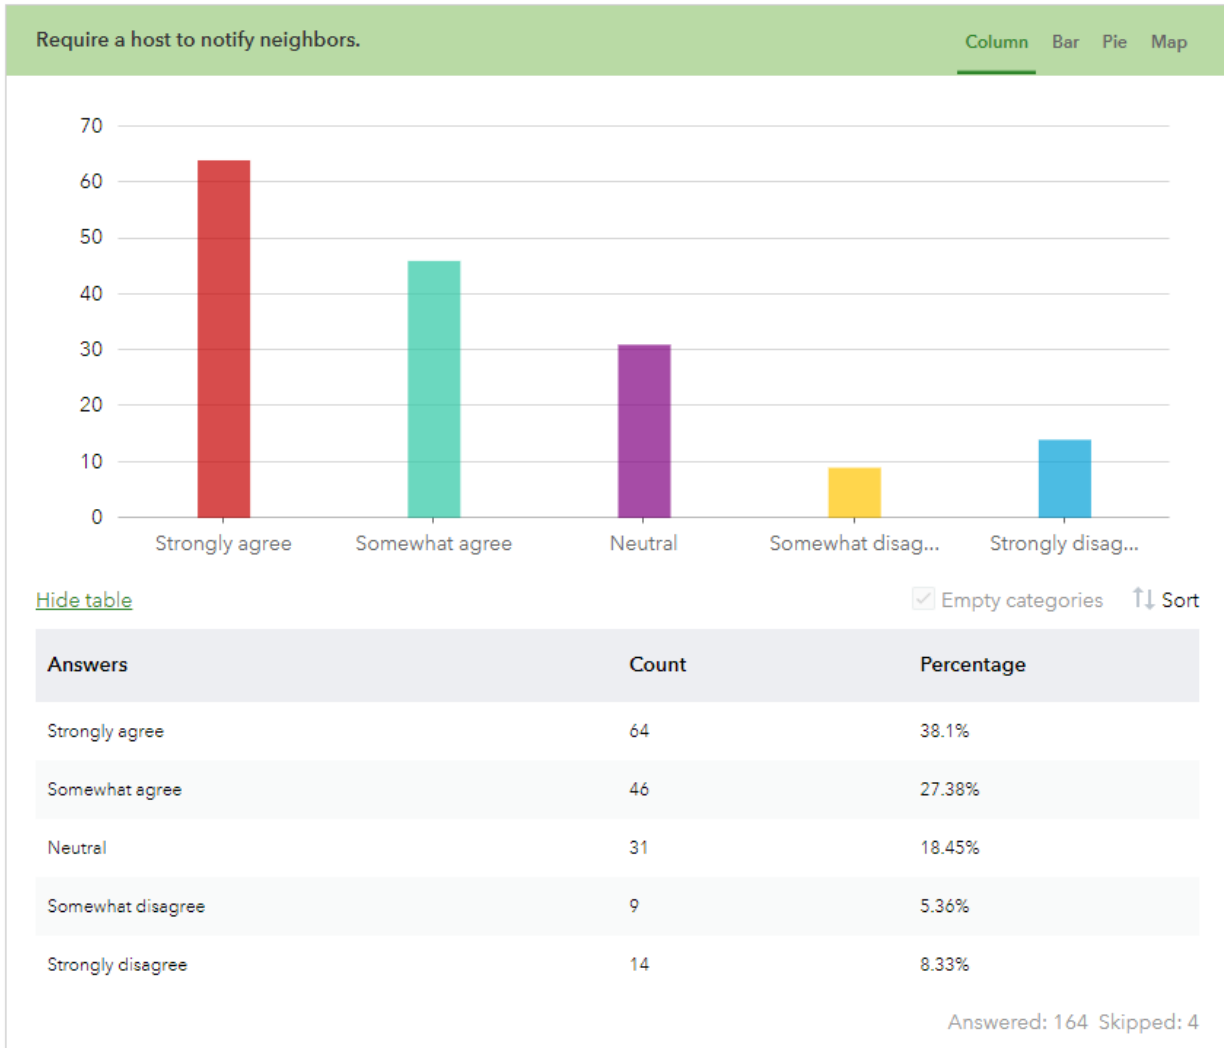 Require a host to notify neighbors.
Column Bar Pie Map
70
60
50
40
30
20
10
0
Strongly agree Somewhat agree Neutral Somewhat disag... Strongly disag...
Hide table Empty categories Sort
Answers Count Percentage
Strongly agree 64 38.1%
Somewhat agree 46 27.38%
Neutral 31 18.45%
Somewhat disagree 9 5.36%
Strongly disagree 14 8.33%
Answered: 164 Skipped: 4